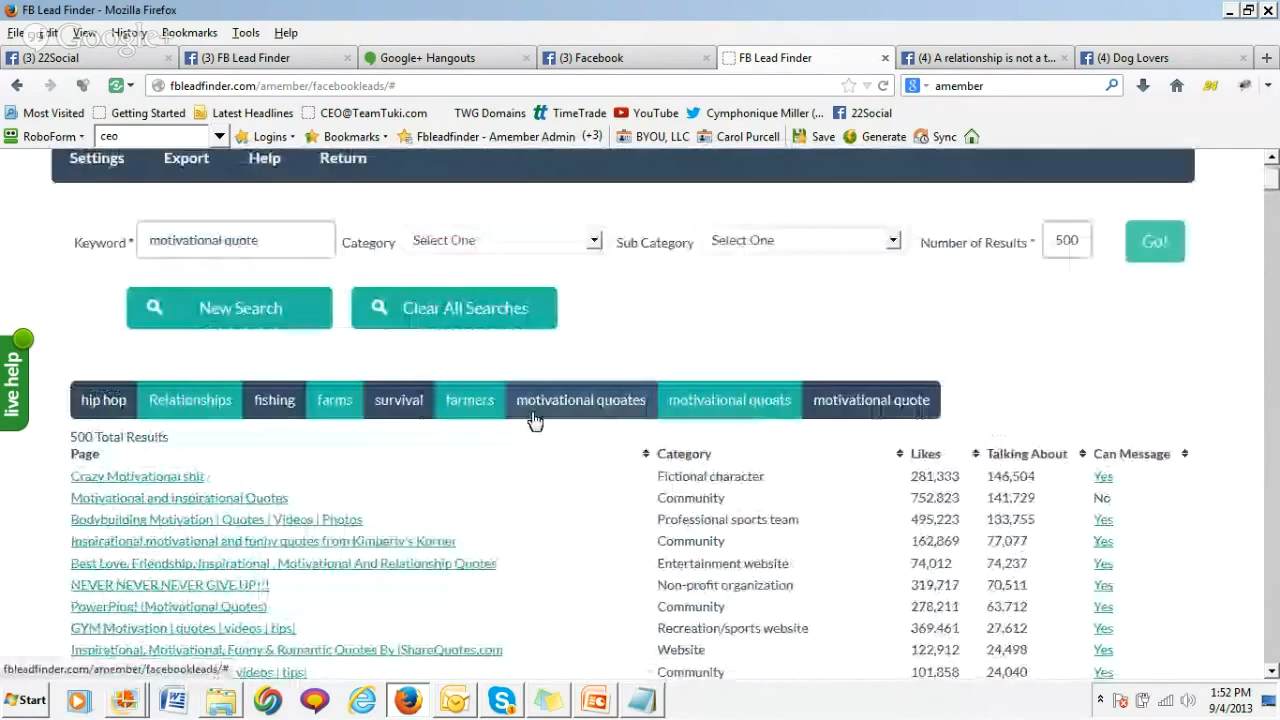 FB Lead Finder - Mozilla Firefox
File Edit View History Bookmarks Tools Help
Google+
(3) 22Social (3) FB Lead Finder Google+ Hangouts (3) Facebook FB Lead Finder (4) A relationship is not a t... (4) Dog Lovers
fbleadfinder.com/amember/facebookleads/# amember
Most Visited Getting Started Latest Headlines CEO@TeamTuki.com TWG Domains TimeTrade YouTube Cymphonique Miller (... 22Social
RoboForm ceo Logins Bookmarks Fbleadfinder - Amember Admin (+3) BYOU, LLC Carol Purcell Save Generate Sync
Settings Export Help Return
Keyword * motivational quote Category Select One Sub Category Select One Number of Results * 500 Go!
New Search Clear All Searches
live help
hip hop Relationships fishing farms survival farmers motivational quoates motivational quoats motivational quote
500 Total Results
Page Category Likes Talking About Can Message
Crazy Motivational shit Fictional character 281,333 146,504 Yes
Motivational and Inspirational Quotes Community 752,823 141,729 No
Bodybuilding Motivation | Quotes | Videos | Photos Professional sports team 495,223 133,755 Yes
Inspirational,motivational and funny quotes from Kimberly's Korner Community 162,869 77,077 Yes
Best Love, Friendship, Inspirational , Motivational And Relationship Quotes Entertainment website 74,012 74,237 Yes
NEVER NEVER NEVER GIVE UP!!! Non-profit organization 319,717 70,511 Yes
PowerPing! (Motivational Quotes) Community 278,211 63,712 Yes
GYM Motivation | quotes | videos | tips| Recreation/sports website 369,461 27,612 Yes
Inspirational, Motivational, Funny & Romantic Quotes By iShareQuotes.com Website 122,912 24,498 Yes
fbleadfinder.com/amember/facebookleads/# videos | tips| Community 101,858 24,040 Yes
Start 1:52 PM
9/4/2013